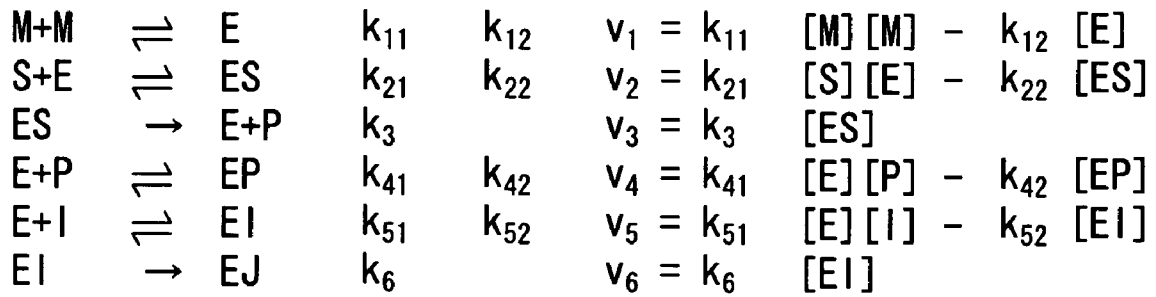 M+M ⇌ E k₁₁ k₁₂ v₁ = k₁₁ [M][M] − k₁₂ [E]
S+E ⇌ ES k₂₁ k₂₂ v₂ = k₂₁ [S][E] − k₂₂ [ES]
ES → E+P k₃ v₃ = k₃ [ES]
E+P ⇌ EP k₄₁ k₄₂ v₄ = k₄₁ [E][P] − k₄₂ [EP]
E+I ⇌ EI k₅₁ k₅₂ v₅ = k₅₁ [E][I] − k₅₂ [EI]
EI → EJ k₆ v₆ = k₆ [EI]